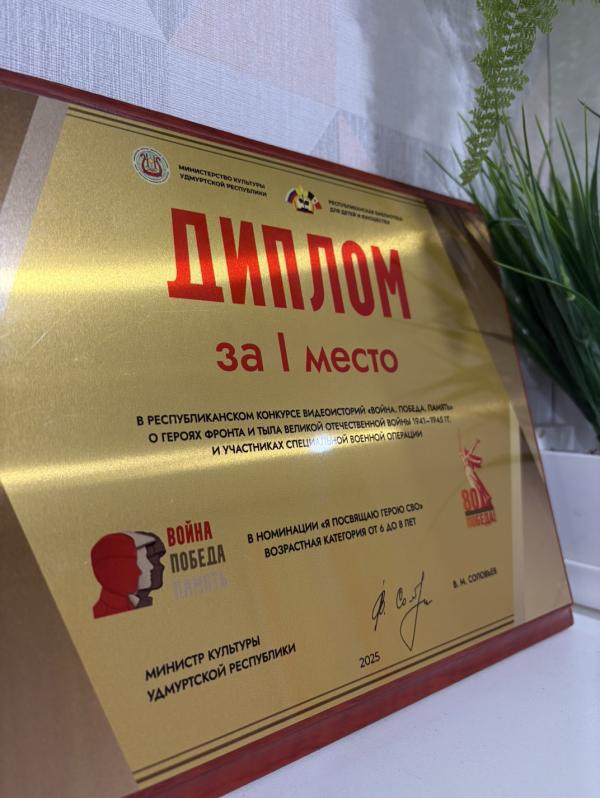 МИНИСТЕРСТВО КУЛЬТУРЫ
УДМУРТСКОЙ РЕСПУБЛИКИ
РЕСПУБЛИКАНСКАЯ БИБЛИОТЕКА
ДЛЯ ДЕТЕЙ И ЮНОШЕСТВА
ДИПЛОМ
за I место
В РЕСПУБЛИКАНСКОМ КОНКУРСЕ ВИДЕОИСТОРИЙ «ВОЙНА. ПОБЕДА. ПАМЯТЬ»
О ГЕРОЯХ ФРОНТА И ТЫЛА ВЕЛИКОЙ ОТЕЧЕСТВЕННОЙ ВОЙНЫ 1941–1945 ГГ.
И УЧАСТНИКАХ СПЕЦИАЛЬНОЙ ВОЕННОЙ ОПЕРАЦИИ
ВОЙНА
ПОБЕДА
ПАМЯТЬ
В НОМИНАЦИИ «Я ПОСВЯЩАЮ ГЕРОЮ СВО»
ВОЗРАСТНАЯ КАТЕГОРИЯ ОТ 6 ДО 8 ЛЕТ
80
ПОБЕДА!
МИНИСТР КУЛЬТУРЫ
УДМУРТСКОЙ РЕСПУБЛИКИ
В. М. СОЛОВЬЕВ
2025